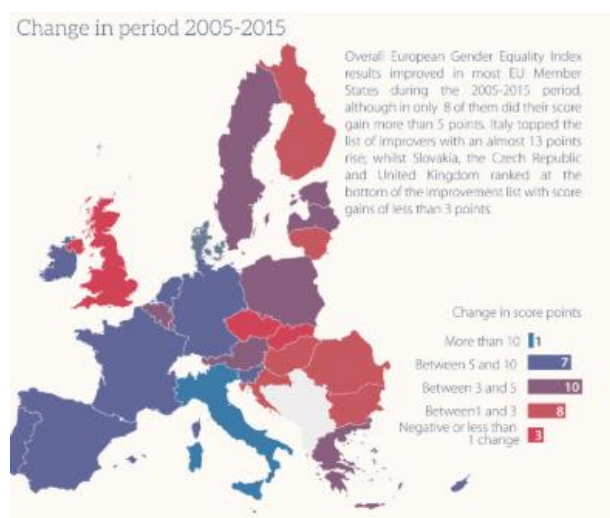 Change in period 2005-2015
Overall European Gender Equality Index
results improved in most EU Member
States during the 2005-2015 period,
although in only 8 of them did their score
gain more than 5 points. Italy topped the
list of improvers with an almost 13 points
rise; whilst Slovakia, the Czech Republic
and United Kingdom ranked at the
bottom of the improvement list with score
gains of less than 3 points.
Change in score points
More than 10 1
Between 5 and 10 7
Between 3 and 5 10
Between1 and 3 8
Negative or less than
1 change 3